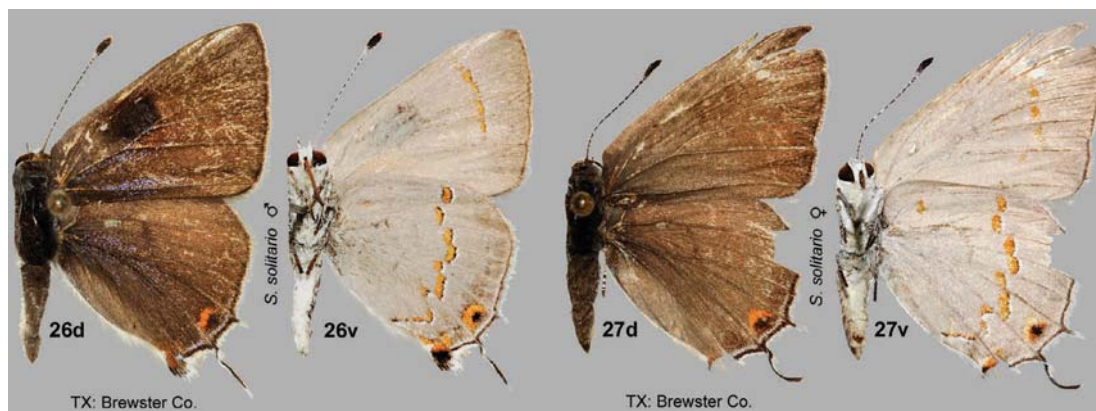 26d
S. solitario ♂
26v
TX: Brewster Co.
27d
S. solitario ♀
27v
TX: Brewster Co.